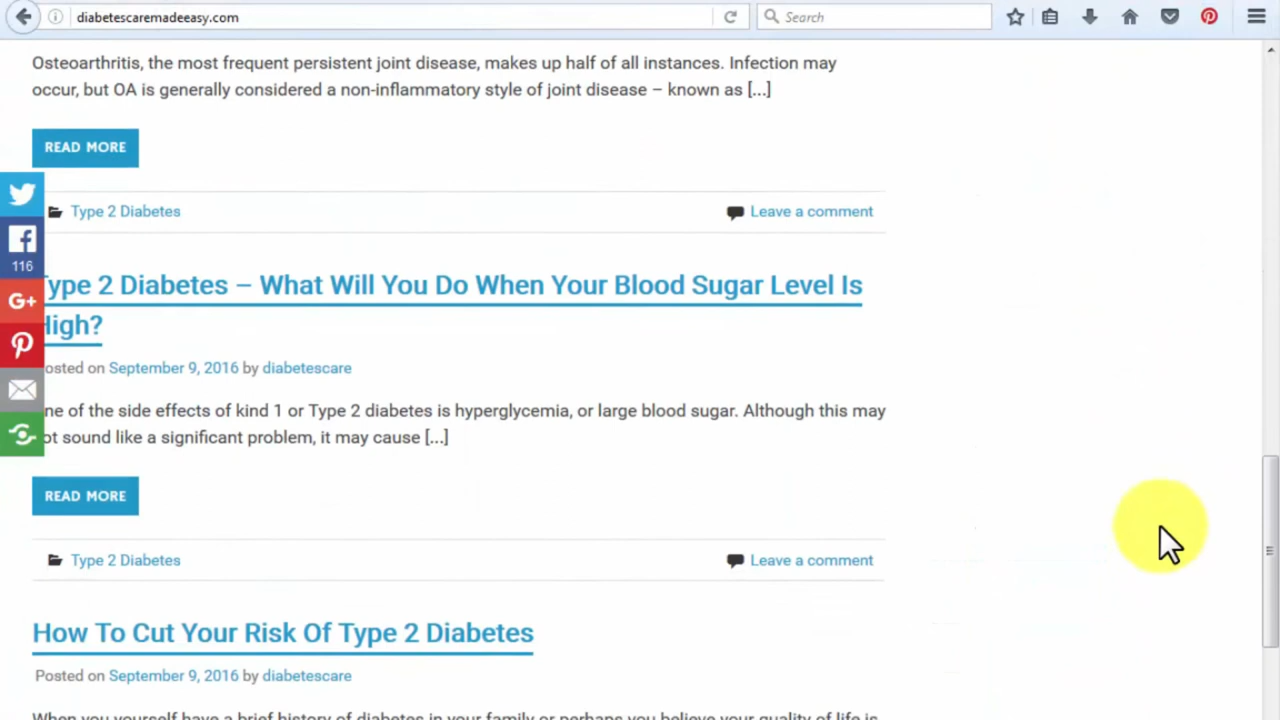 diabetescaremadeeasy.com
Search
Osteoarthritis, the most frequent persistent joint disease, makes up half of all instances. Infection may
occur, but OA is generally considered a non-inflammatory style of joint disease – known as [...]
READ MORE
Type 2 Diabetes
Leave a comment
Type 2 Diabetes – What Will You Do When Your Blood Sugar Level Is
High?
116
Posted on September 9, 2016 by diabetescare
One of the side effects of kind 1 or Type 2 diabetes is hyperglycemia, or large blood sugar. Although this may
not sound like a significant problem, it may cause [...]
READ MORE
Type 2 Diabetes
Leave a comment
How To Cut Your Risk Of Type 2 Diabetes
Posted on September 9, 2016 by diabetescare
When you yourself have a brief history of diabetes in your family or perhaps you believe your quality of life is